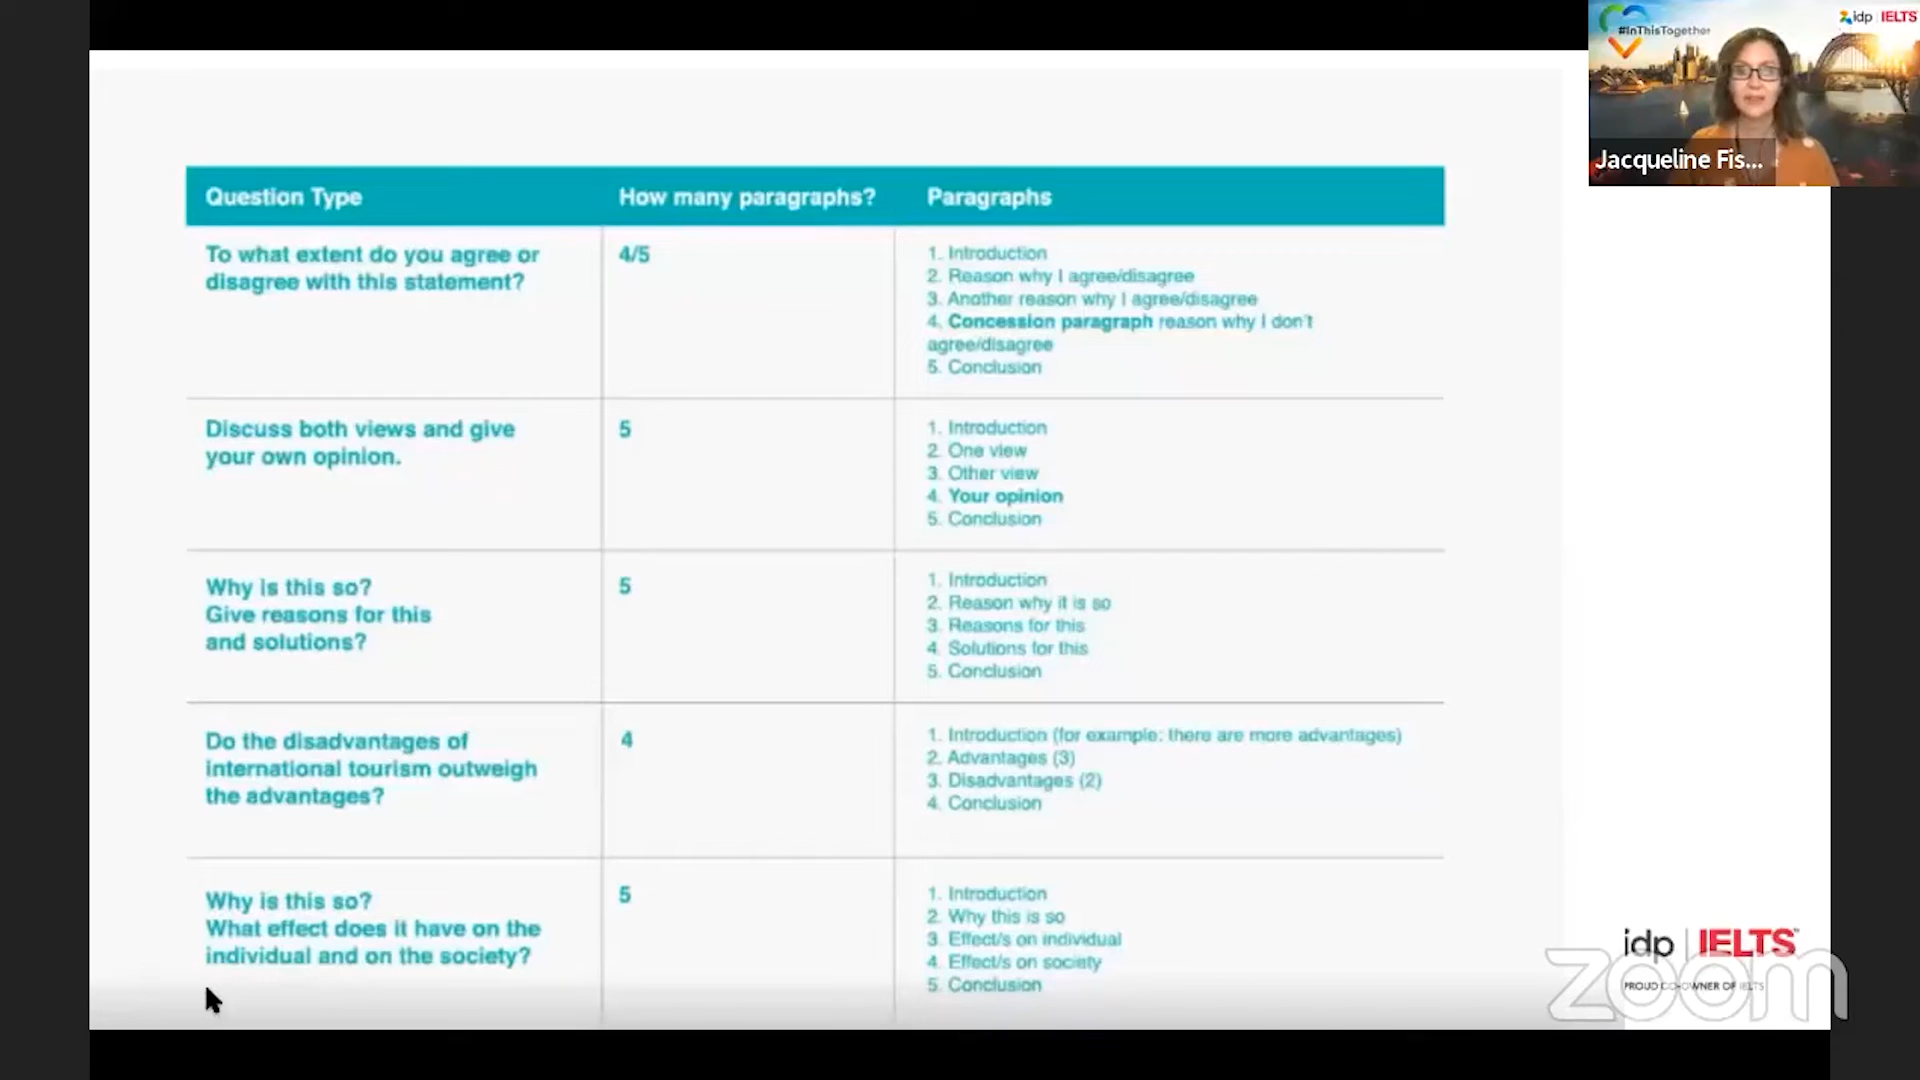 #InThisTogether
idp IELTS
Jacqueline Fis...
Question Type
How many paragraphs?
Paragraphs
To what extent do you agree or
disagree with this statement?
4/5
1. Introduction
2. Reason why I agree/disagree
3. Another reason why I agree/disagree
4. Concession paragraph reason why I don't
agree/disagree
5. Conclusion
Discuss both views and give
your own opinion.
5
1. Introduction
2. One view
3. Other view
4. Your opinion
5. Conclusion
Why is this so?
Give reasons for this
and solutions?
5
1. Introduction
2. Reason why it is so
3. Reasons for this
4. Solutions for this
5. Conclusion
Do the disadvantages of
international tourism outweigh
the advantages?
4
1. Introduction (for example: there are more advantages)
2. Advantages (3)
3. Disadvantages (2)
4. Conclusion
Why is this so?
What effect does it have on the
individual and on the society?
5
1. Introduction
2. Why this is so
3. Effect/s on individual
4. Effect/s on society
5. Conclusion
idp IELTS™
PROUD CO-OWNER OF IELTS
zoom